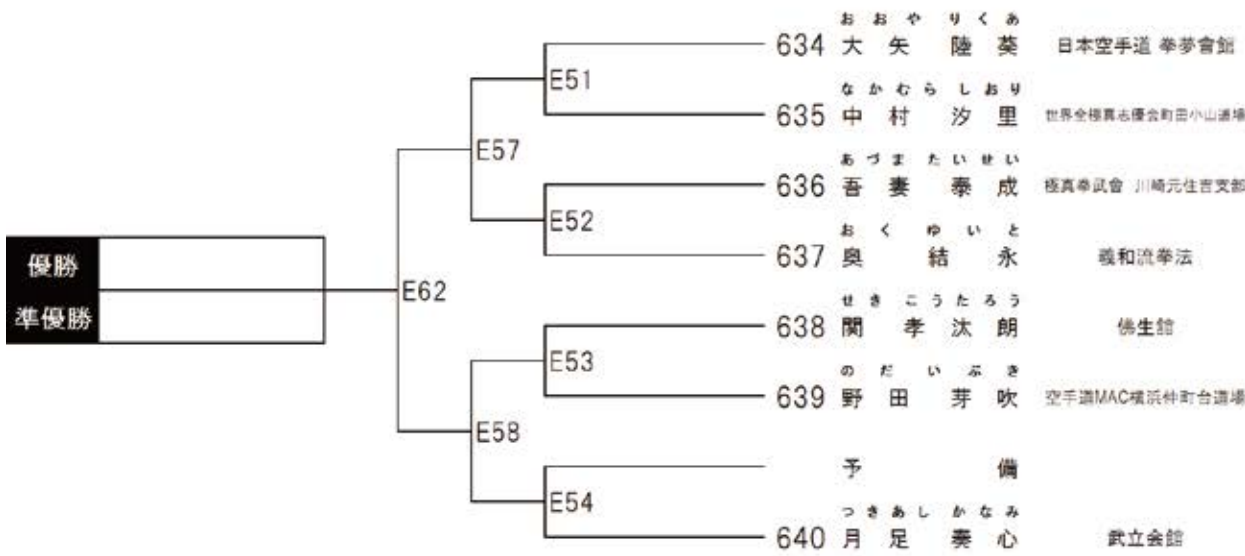 おおや りくあ
634 大矢 陸葵 日本空手道 拳夢會館
E51
なかむら しおり
635 中村 汐里 世界全極真志優会町田小山道場
E57
あづま たいせい
636 吾妻 泰成 極真拳武會 川崎元住吉支部
E52
おく ゆいと
637 奥 結永 義和流拳法
優勝
E62
準優勝
せき こうたろう
638 関 孝汰朗 佛生館
E53
のだ いぶき
639 野田 芽吹 空手道MAC横浜仲町台道場
E58
予備
E54
つきあし かなみ
640 月足 奏心 武立会館